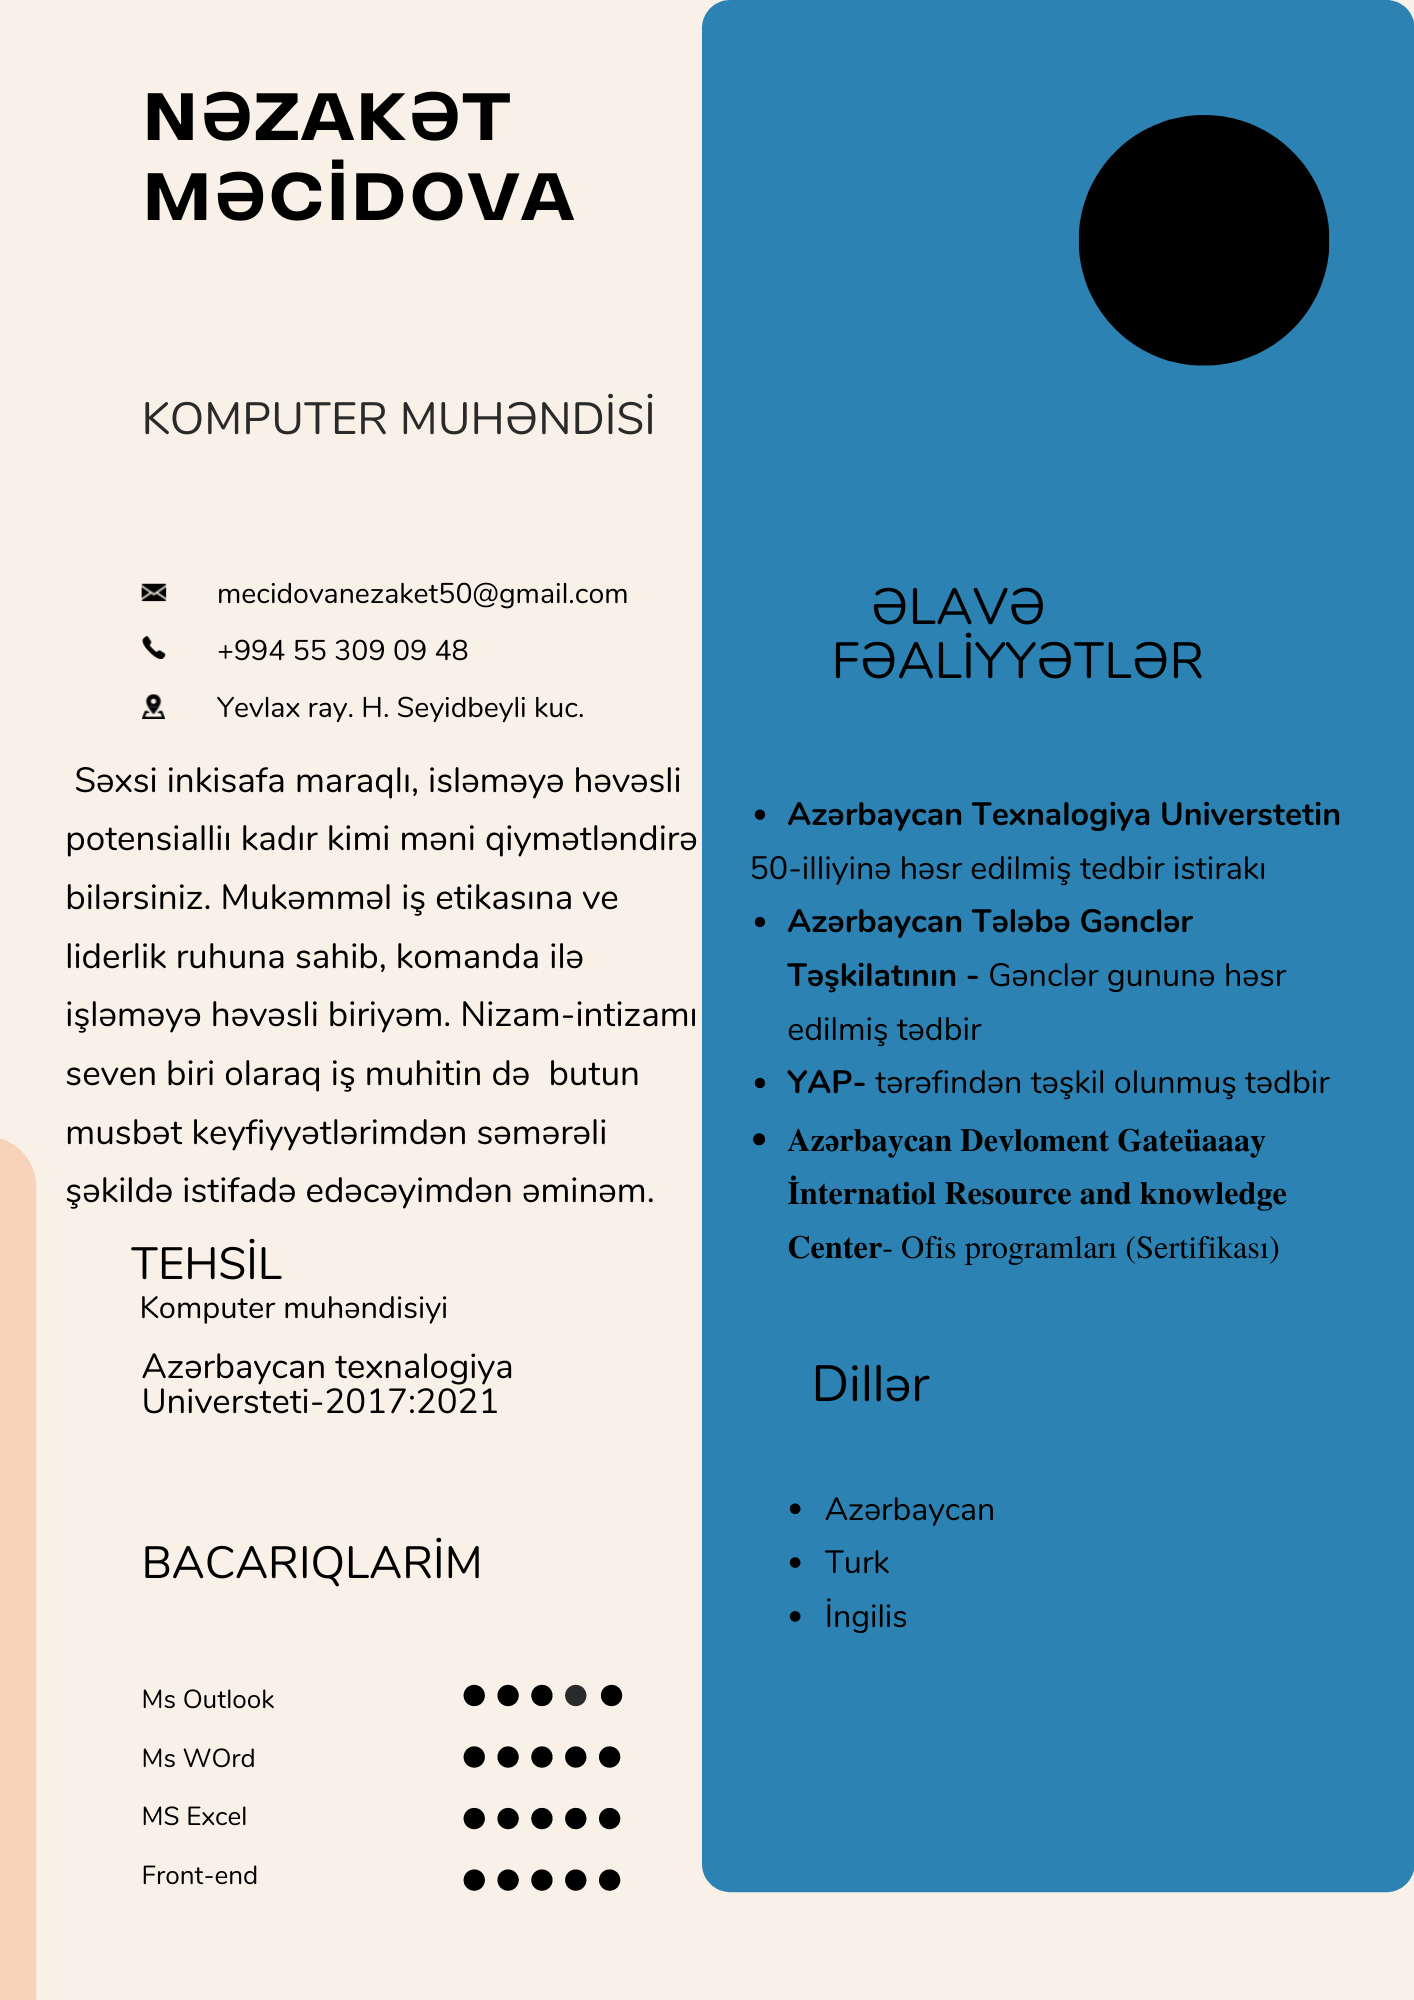 NƏZAKƏT
MƏCİDOVA
KOMPUTER MUHƏNDİSİ
mecidovanezaket50@gmail.com
+994 55 309 09 48
Yevlax ray. H. Seyidbeyli kuc.
Səxsi inkisafa maraqlı, isləməyə həvəsli
potensialliı kadır kimi məni qiymətləndirə
bilərsiniz. Mukəmməl iş etikasına ve
liderlik ruhuna sahib, komanda ilə
işləməyə həvəsli biriyəm. Nizam-intizamı
seven biri olaraq iş muhitin də  butun
musbət keyfiyyətlərimdən səmərəli
şəkildə istifadə edəcəyimdən əminəm.
TEHSİL
Komputer muhəndisiyi
Azərbaycan texnalogiya
Universteti-2017:2021
BACARIQLARİM
Ms Outlook
Ms WOrd
MS Excel
Front-end
ƏLAVƏ
FƏALİYYƏTLƏR
• Azərbaycan Texnalogiya Universtetin
50-illiyinə həsr edilmiş tedbir istirakı
• Azərbaycan Tələbə Gənclər
Təşkilatının - Gənclər gununə həsr
edilmiş tədbir
• YAP- tərəfindən təşkil olunmuş tədbir
• Azərbaycan Devloment Gateüaaay
İnternatiol Resource and knowledge
Center- Ofis programları (Sertifikası)
Dillər
• Azərbaycan
• Turk
• İngilis